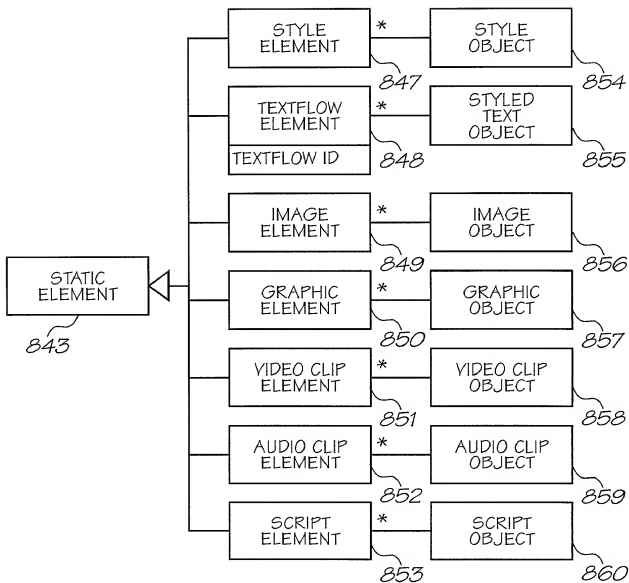 STYLE
ELEMENT
*
STYLE
OBJECT
847
854
TEXTFLOW
ELEMENT
TEXTFLOW ID
*
STYLED
TEXT
OBJECT
848
855
IMAGE
ELEMENT
*
IMAGE
OBJECT
849
856
STATIC
ELEMENT
843
GRAPHIC
ELEMENT
*
GRAPHIC
OBJECT
850
857
VIDEO CLIP
ELEMENT
*
VIDEO CLIP
OBJECT
851
858
AUDIO CLIP
ELEMENT
*
AUDIO CLIP
OBJECT
852
859
SCRIPT
ELEMENT
*
SCRIPT
OBJECT
853
860